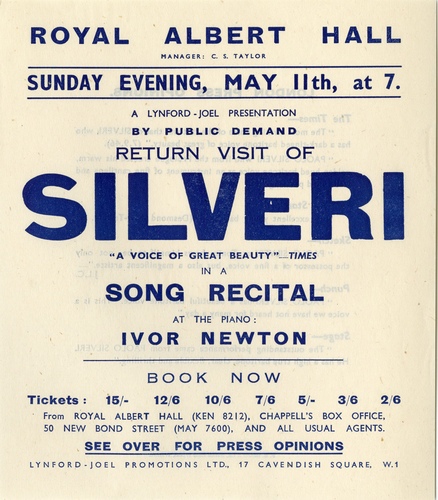 ROYAL ALBERT HALL
MANAGER: C. S. TAYLOR
SUNDAY EVENING, MAY 11th, at 7.
A LYNFORD-JOEL PRESENTATION
BY PUBLIC DEMAND
RETURN VISIT OF
SILVERI
"A VOICE OF GREAT BEAUTY"—TIMES
IN A
SONG RECITAL
AT THE PIANO:
IVOR NEWTON
BOOK NOW
Tickets: 15/- 12/6 10/6 7/6 5/- 3/6 2/6
From ROYAL ALBERT HALL (KEN 8212), CHAPPELL'S BOX OFFICE,
50 NEW BOND STREET (MAY 7600), AND ALL USUAL AGENTS.
SEE OVER FOR PRESS OPINIONS
LYNFORD-JOEL PROMOTIONS LTD., 17 CAVENDISH SQUARE, W.1